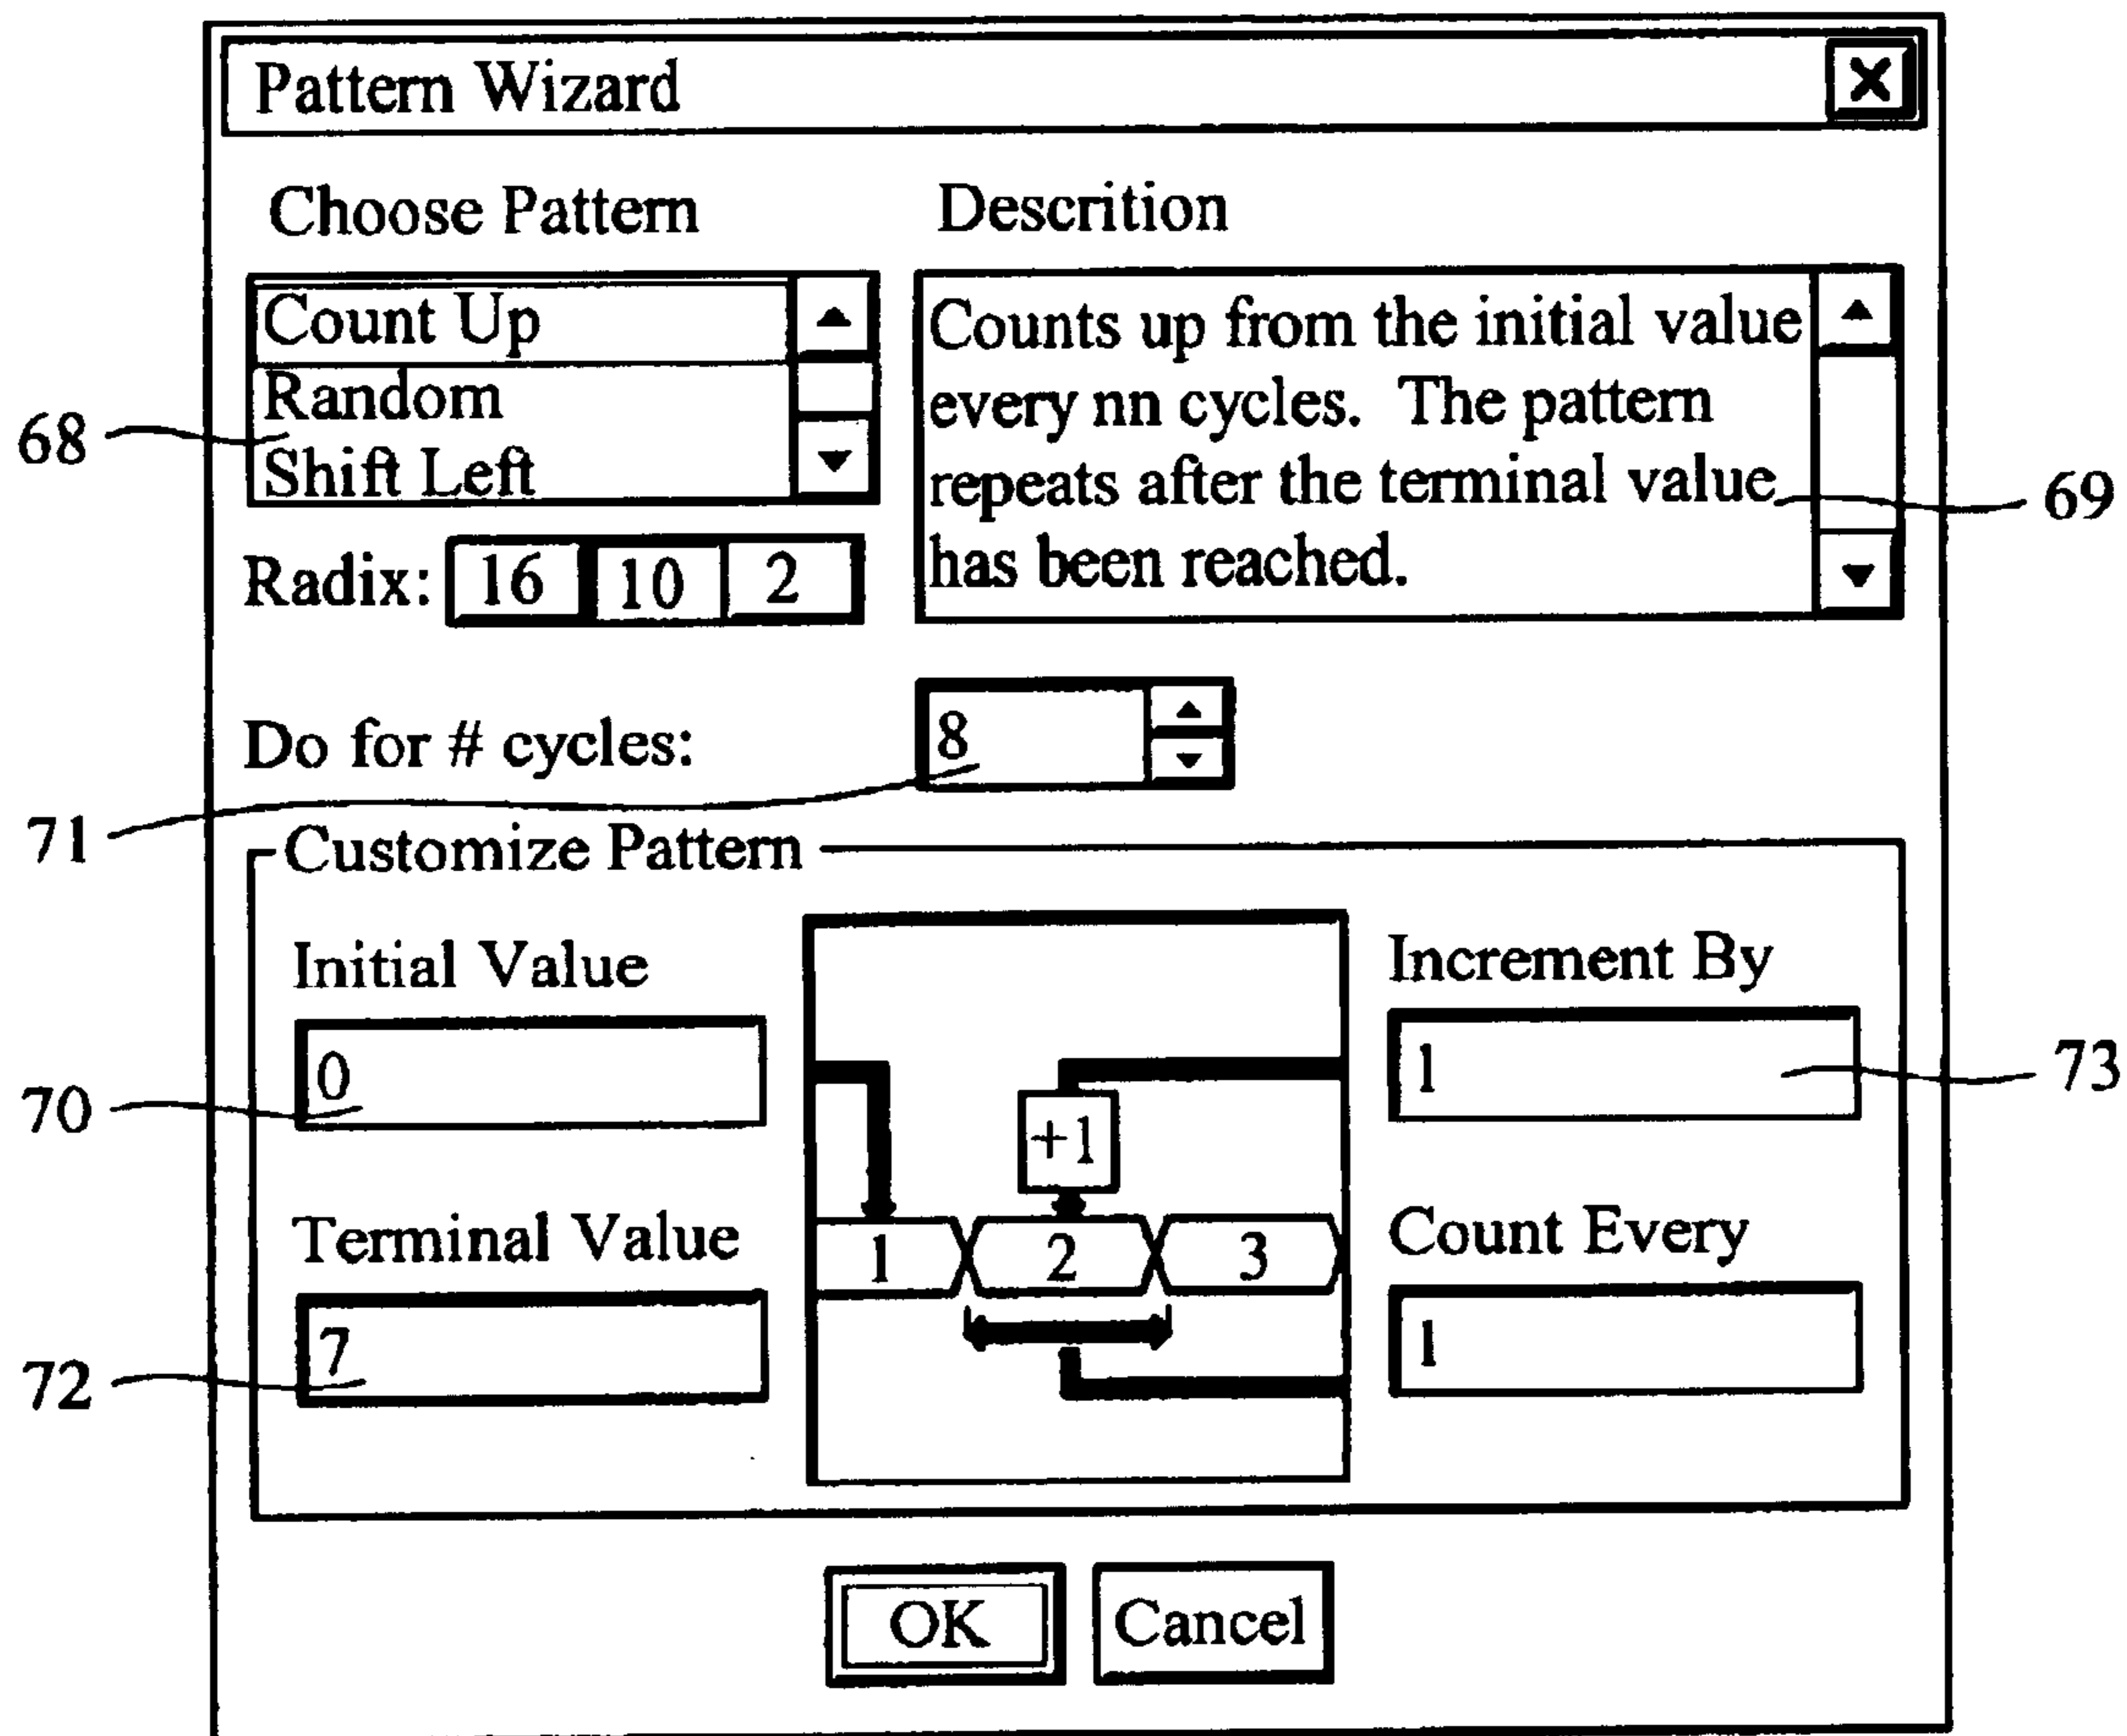 Pattern Wizard
X
Choose Pattern
Descrition
Count Up
Random
Shift Left
68
Counts up from the initial value
every nn cycles. The pattern
repeats after the terminal value
has been reached.
69
Radix: 16 10 2
Do for # cycles: 8
71
Customize Pattern
Initial Value
0
70
Terminal Value
7
72
+1
1 2 3
Increment By
1
73
Count Every
1
OK Cancel